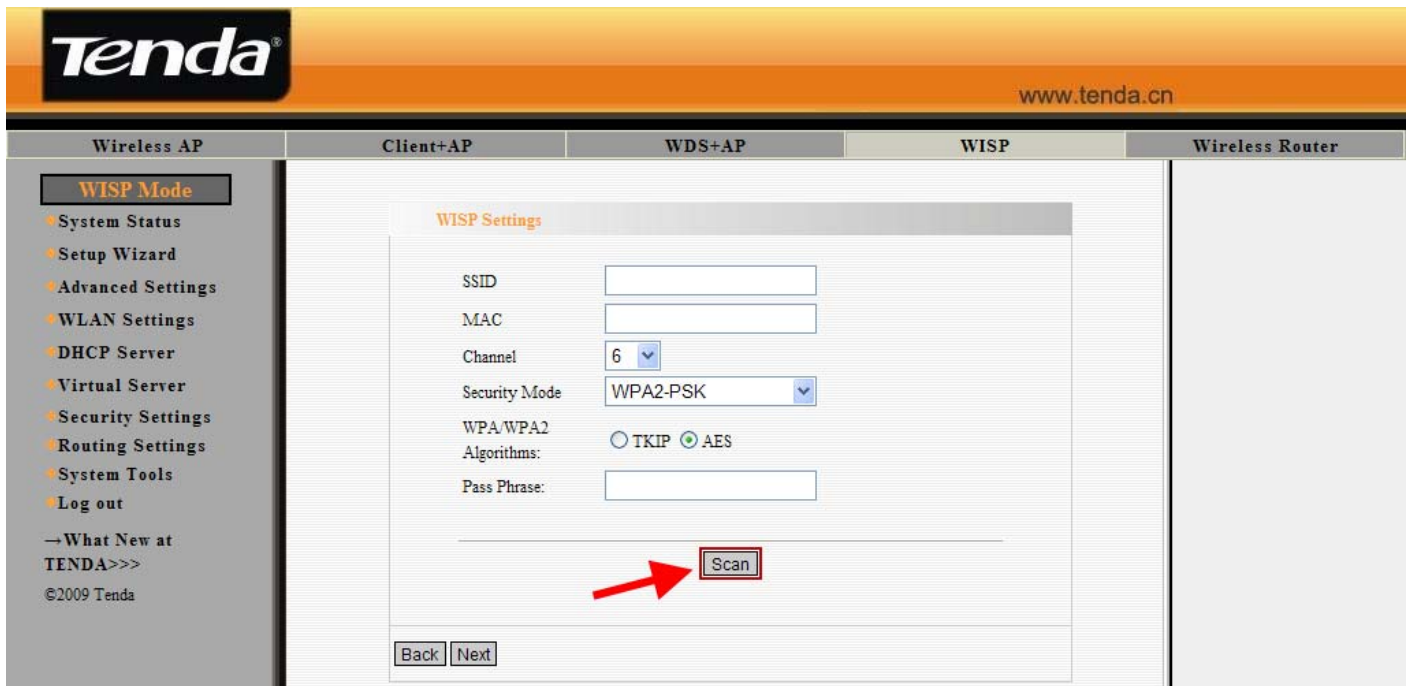 Tenda®
www.tenda.cn
Wireless AP
Client+AP
WDS+AP
WISP
Wireless Router
WISP Mode
System Status
Setup Wizard
Advanced Settings
WLAN Settings
DHCP Server
Virtual Server
Security Settings
Routing Settings
System Tools
Log out
→What New at
TENDA>>>
©2009 Tenda
WISP Settings
SSID
MAC
Channel 6
Security Mode WPA2-PSK
WPA/WPA2
Algorithms: TKIP AES
Pass Phrase:
Scan
Back Next